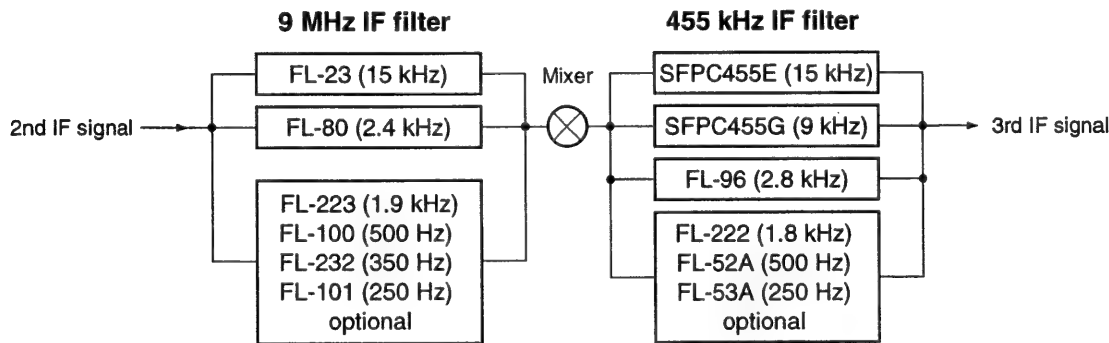 9 MHz IF filter
455 kHz IF filter
FL-23 (15 kHz)
Mixer
SFPC455E (15 kHz)
2nd IF signal
FL-80 (2.4 kHz)
SFPC455G (9 kHz)
3rd IF signal
FL-96 (2.8 kHz)
FL-223 (1.9 kHz)
FL-100 (500 Hz)
FL-232 (350 Hz)
FL-101 (250 Hz)
optional
FL-222 (1.8 kHz)
FL-52A (500 Hz)
FL-53A (250 Hz)
optional